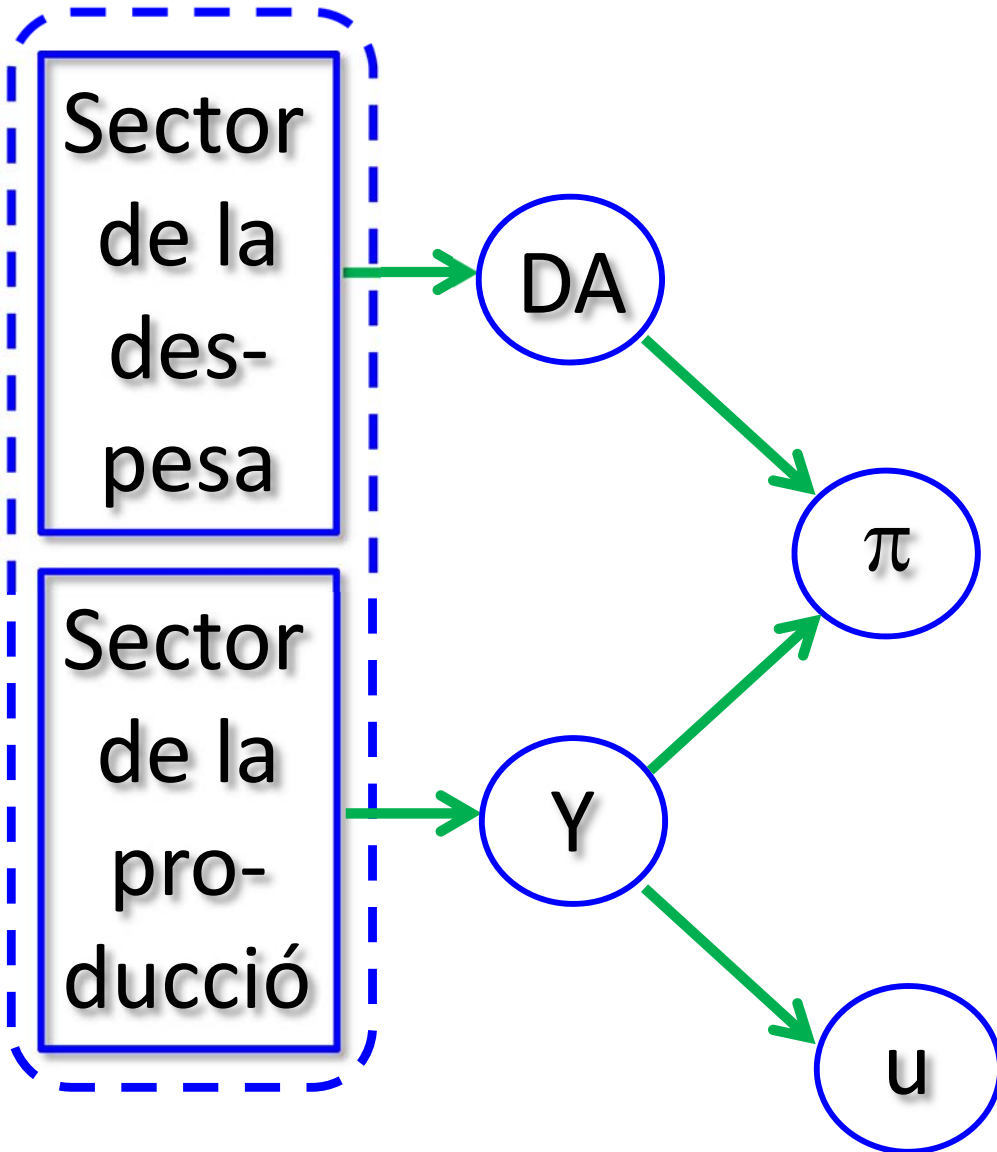 Sector
de la
des-
pesa
DA
π
Sector
de la
pro-
ducció
Y
u